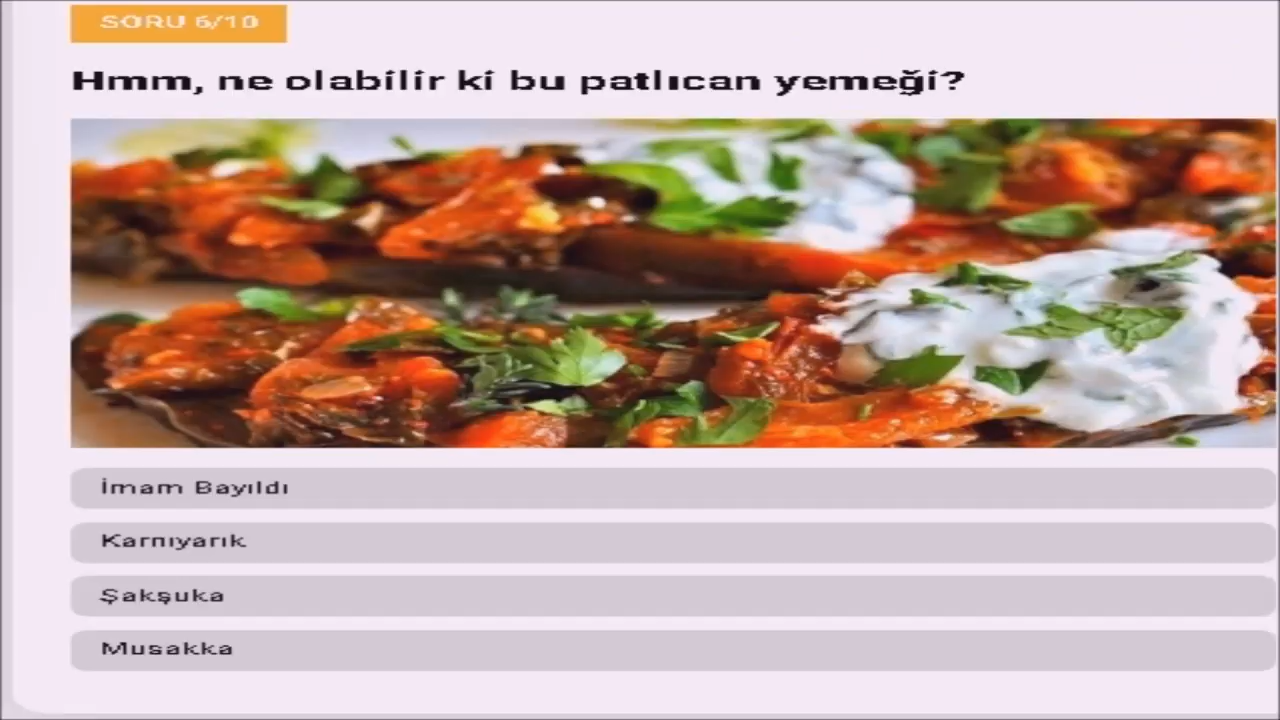 SORU 6/10
Hmm, ne olabilir ki bu patlıcan yemeği?
İmam Bayıldı
Karnıyarık
Şakşuka
Musakka